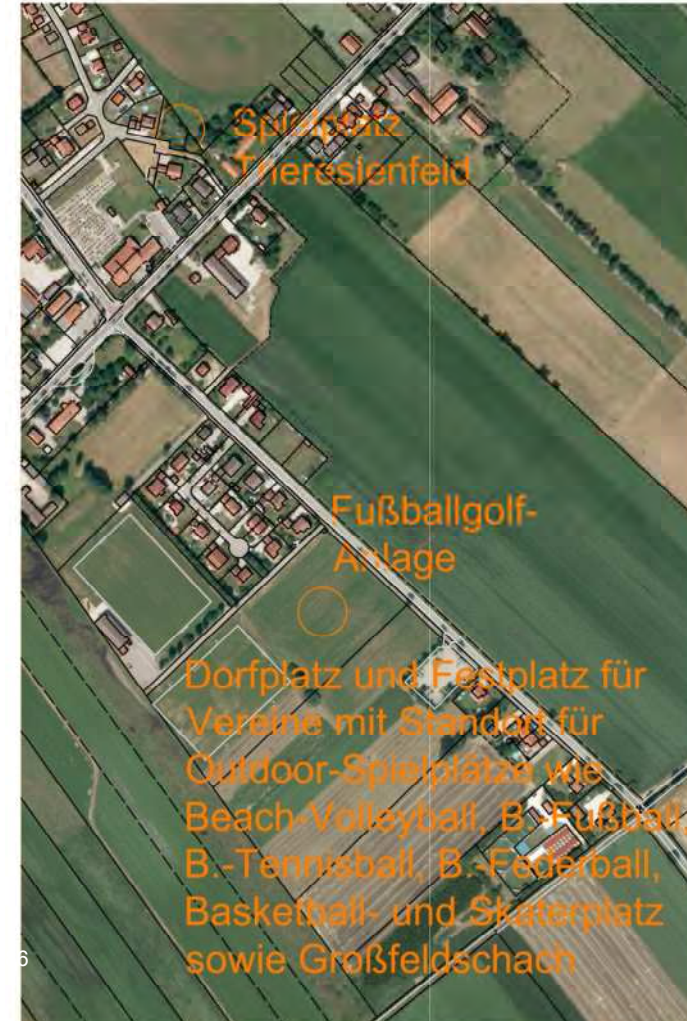 Spielplatz
Theresienfeld
Fußballgolf-
Anlage
Dorfplatz und Festplatz für
Vereine mit Standort für
Outdoor-Spielplätze wie
Beach-Volleyball, B.-Fußball,
B.-Tennisball, B.-Federball,
Basketball- und Skaterplatz
sowie Großfeldschach
6